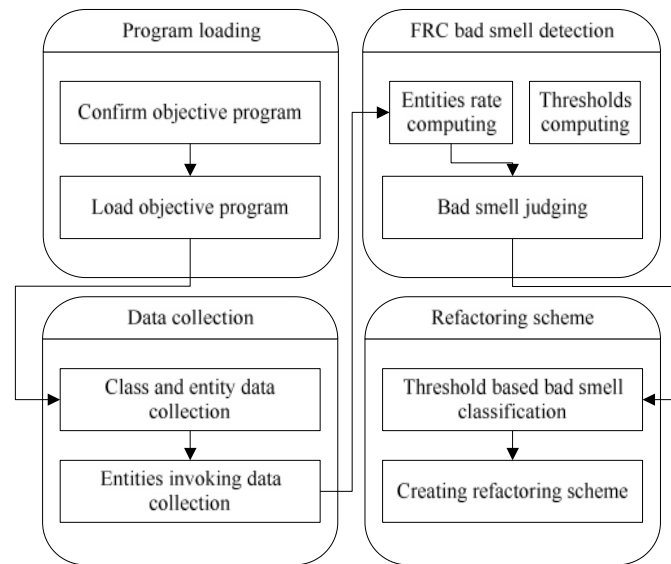 Program loading
Confirm objective program
Load objective program
FRC bad smell detection
Entities rate
computing
Thresholds
computing
Bad smell judging
Data collection
Class and entity data
collection
Entities invoking data
collection
Refactoring scheme
Threshold based bad smell
classification
Creating refactoring scheme